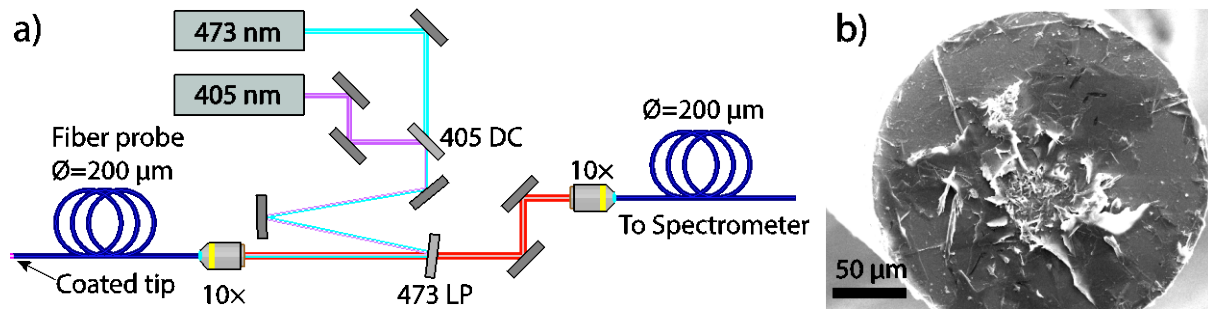 a)
473 nm
405 nm
405 DC
Fiber probe
Ø=200 µm
Coated tip
10×
473 LP
10×
Ø=200 µm
To Spectrometer
b)
50 µm